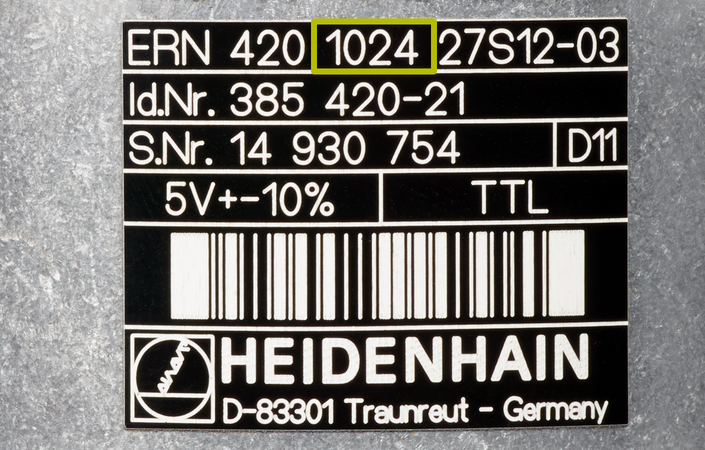 ERN 420 1024 27S12-03
Id.Nr. 385 420-21
S.Nr. 14 930 754 D11
5V+-10% TTL
HEIDENHAIN
D-83301 Traunreut - Germany